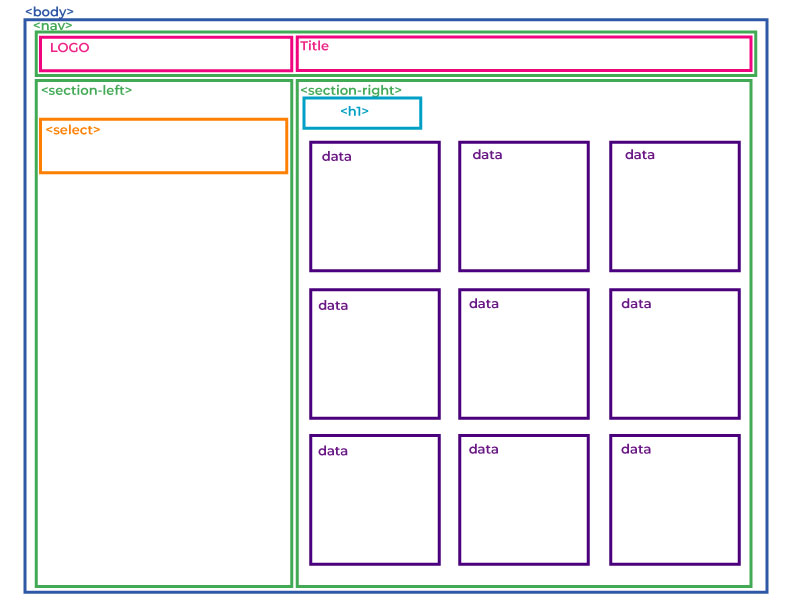 <body>
<nav>
LOGO
Title
<section-left>
<select>
<section-right>
<h1>
data
data
data
data
data
data
data
data
data